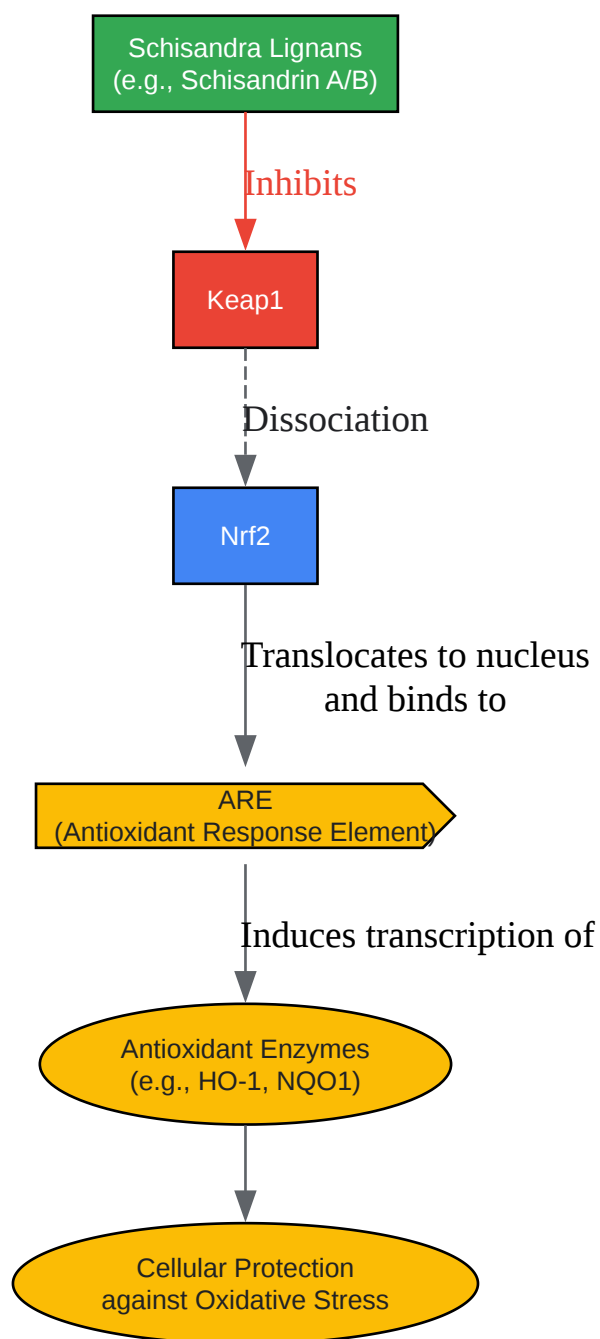 Schisandra Lignans
(e.g., Schisandrin A/B)
Inhibits
Keap1
Dissociation
Nrf2
Translocates to nucleus
and binds to
ARE
(Antioxidant Response Element)
Induces transcription of
Antioxidant Enzymes
(e.g., HO-1, NQO1)
Cellular Protection
against Oxidative Stress